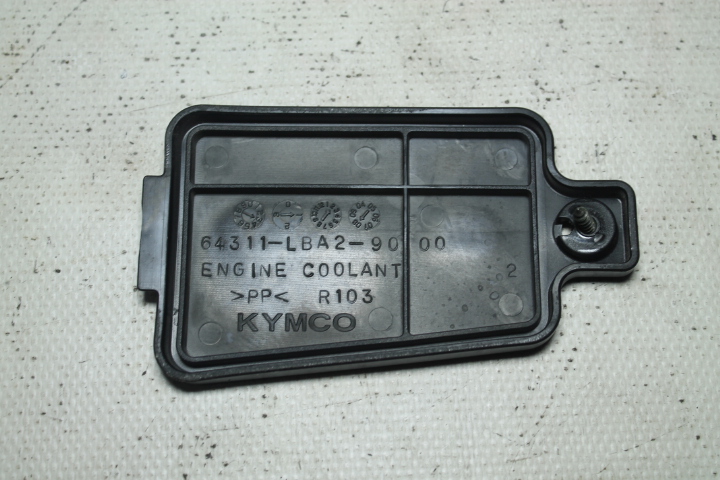 64311-LBA2-90 00
ENGINE COOLANT 2
>PP< R103
KYMCO